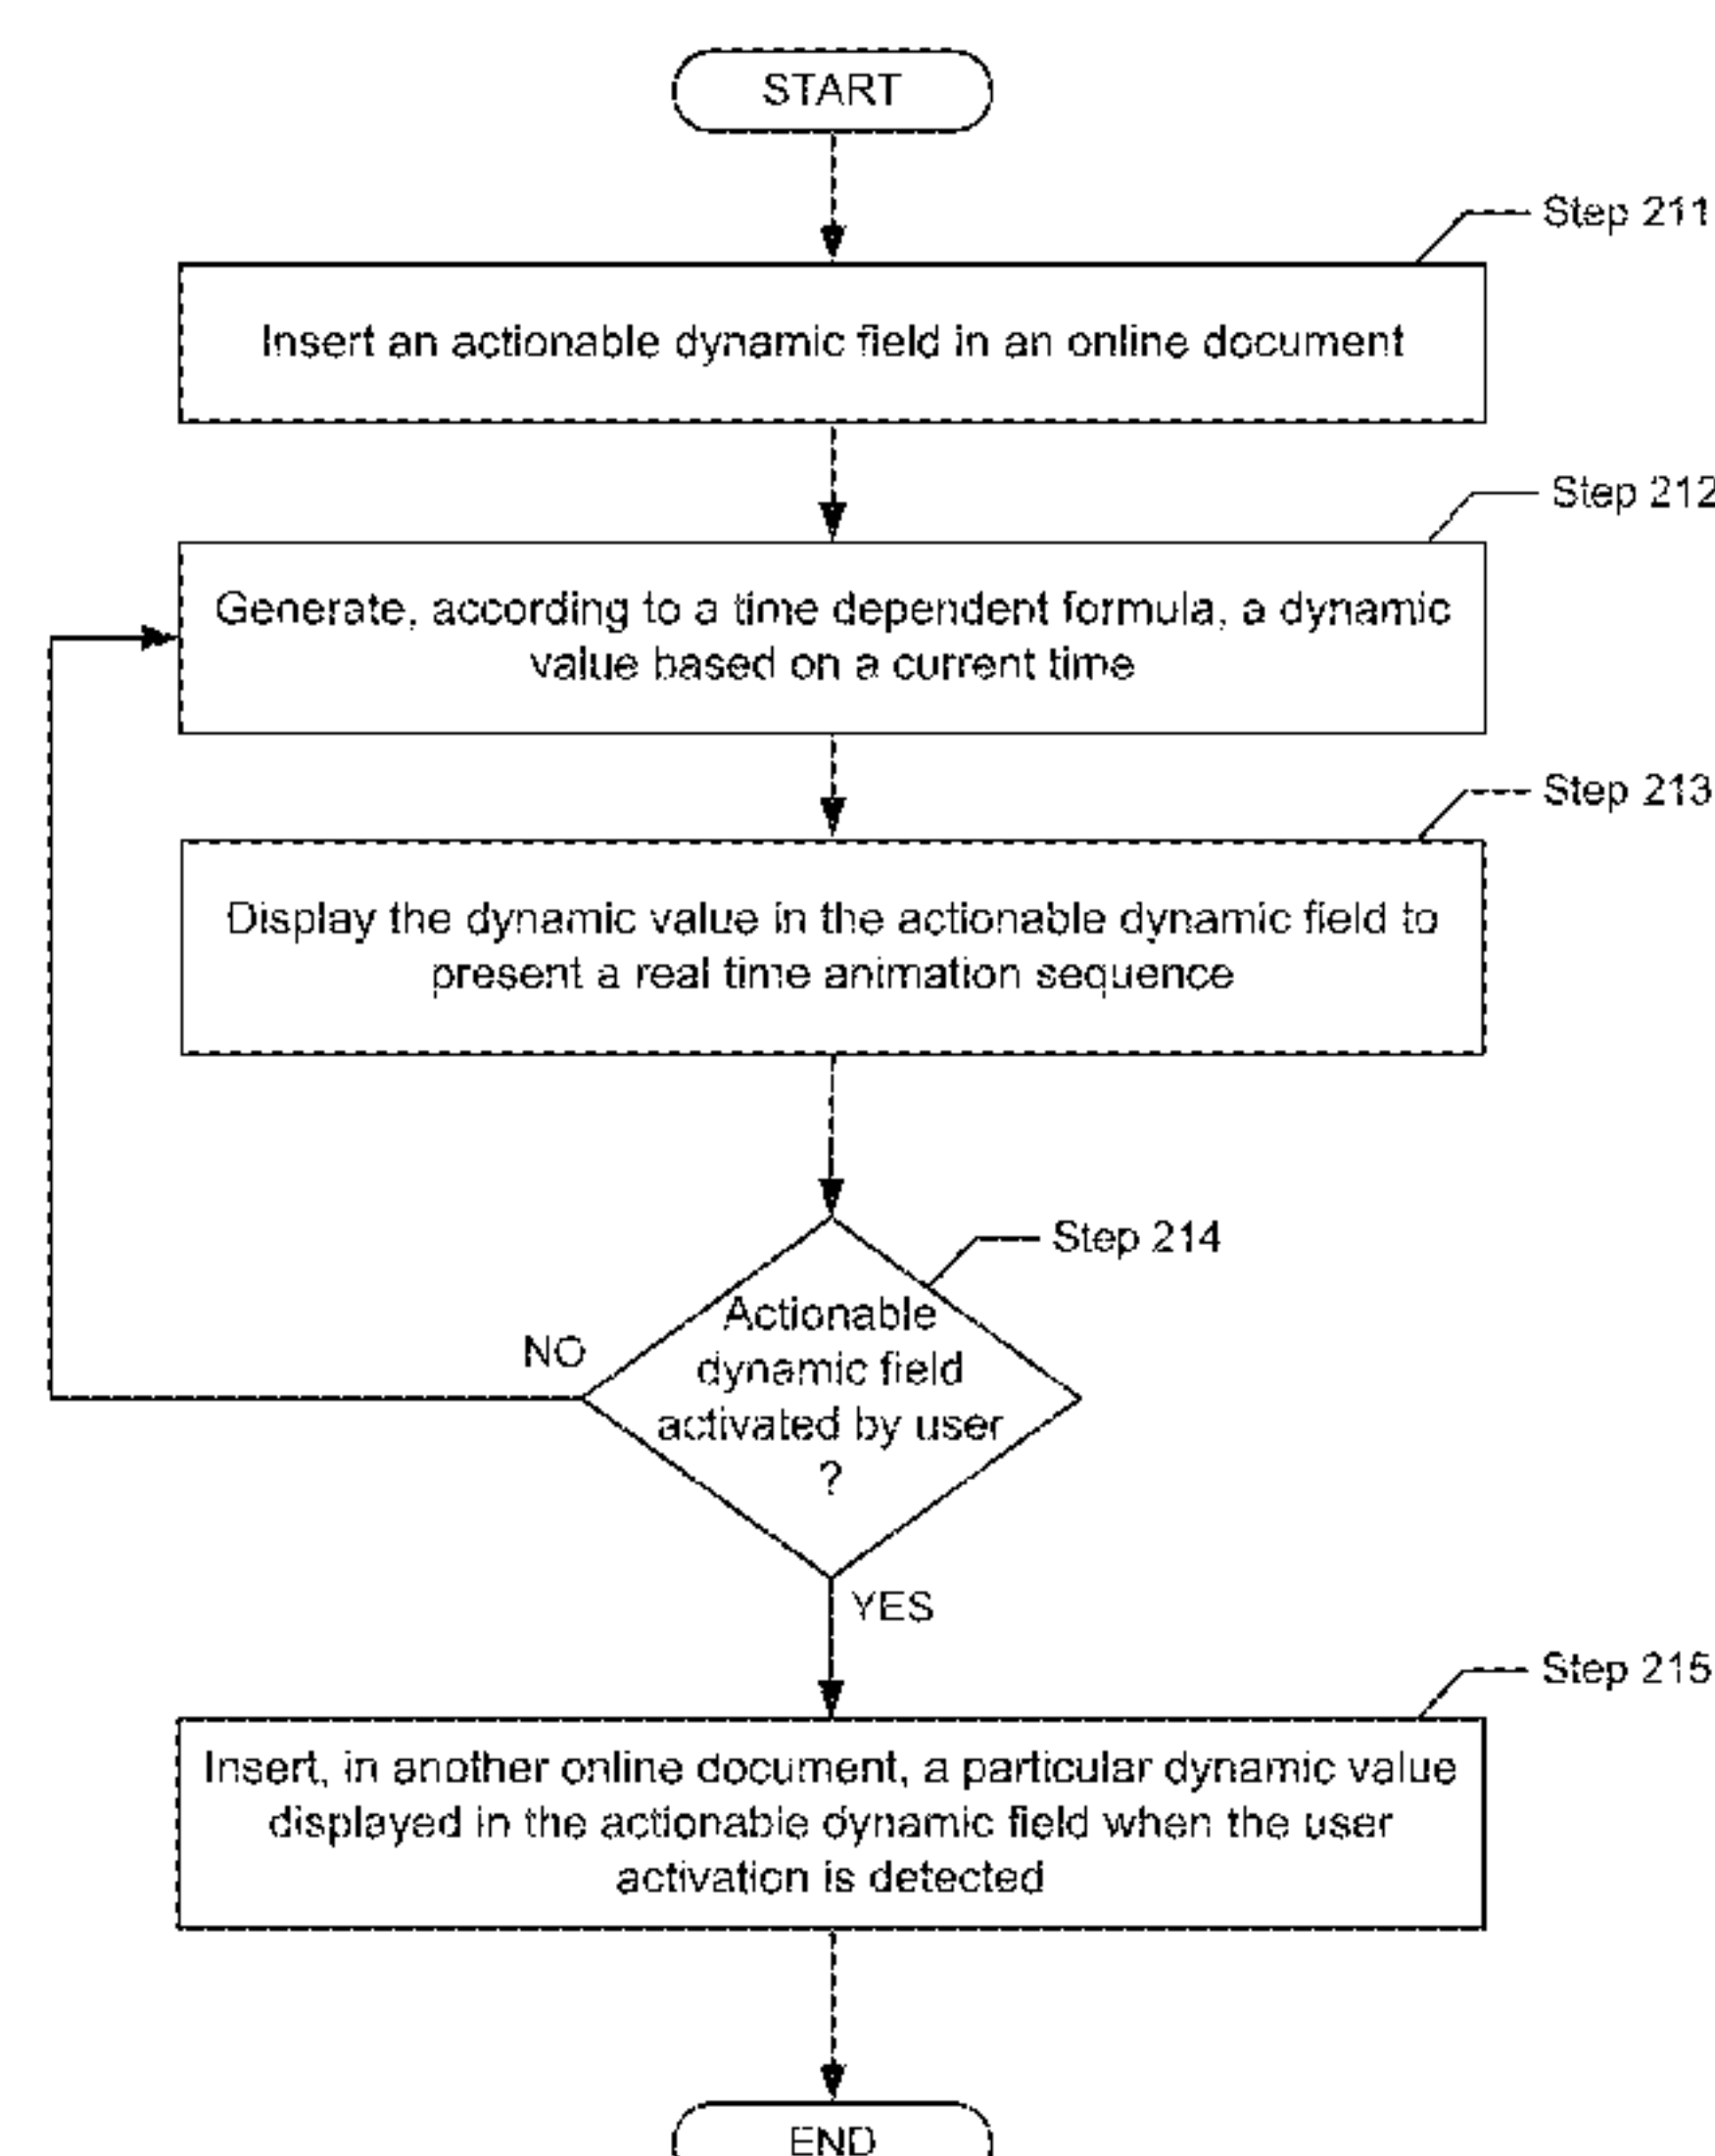 START
Step 211
Insert an actionable dynamic field in an online document
Step 212
Generate, according to a time dependent formula, a dynamic
value based on a current time
Step 213
Display the dynamic value in the actionable dynamic field to
present a real time animation sequence
Step 214
Actionable
dynamic field
activated by user
?
NO
YES
Step 215
Insert, in another online document, a particular dynamic value
displayed in the actionable dynamic field when the user
activation is detected
END